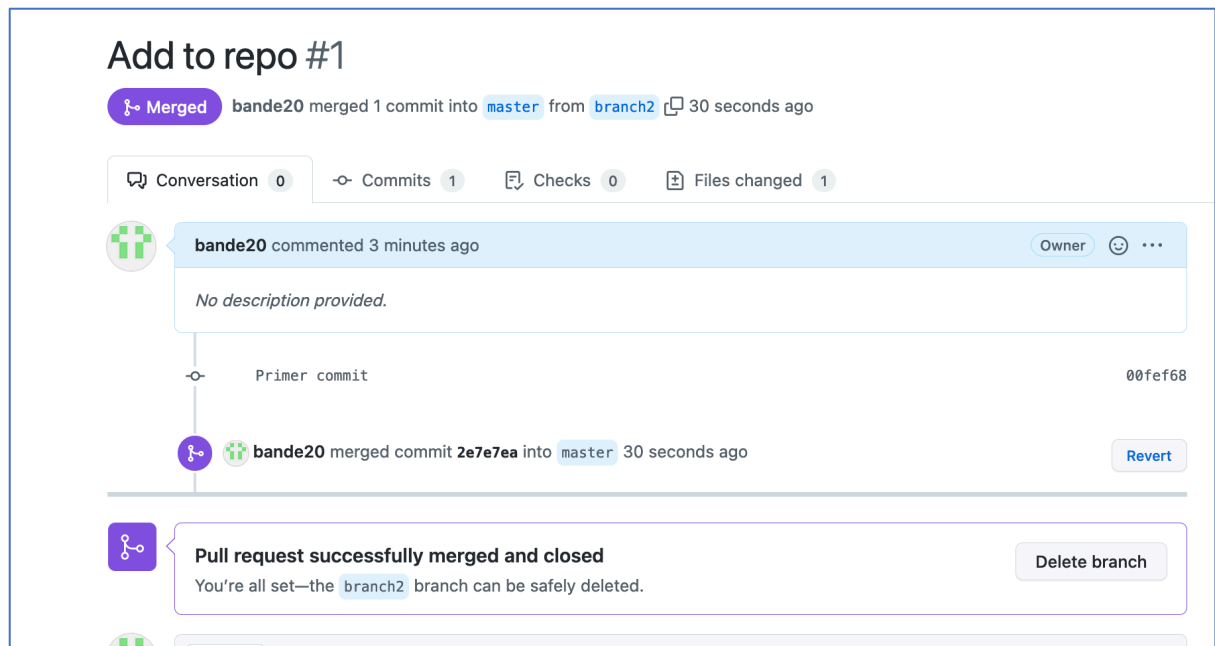 Add to repo #1
Merged bande20 merged 1 commit into master from branch2 30 seconds ago
Conversation 0 Commits 1 Checks 0 Files changed 1
bande20 commented 3 minutes ago Owner
No description provided.
Primer commit 00fef68
bande20 merged commit 2e7e7ea into master 30 seconds ago Revert
Pull request successfully merged and closed
You're all set—the branch2 branch can be safely deleted.
Delete branch